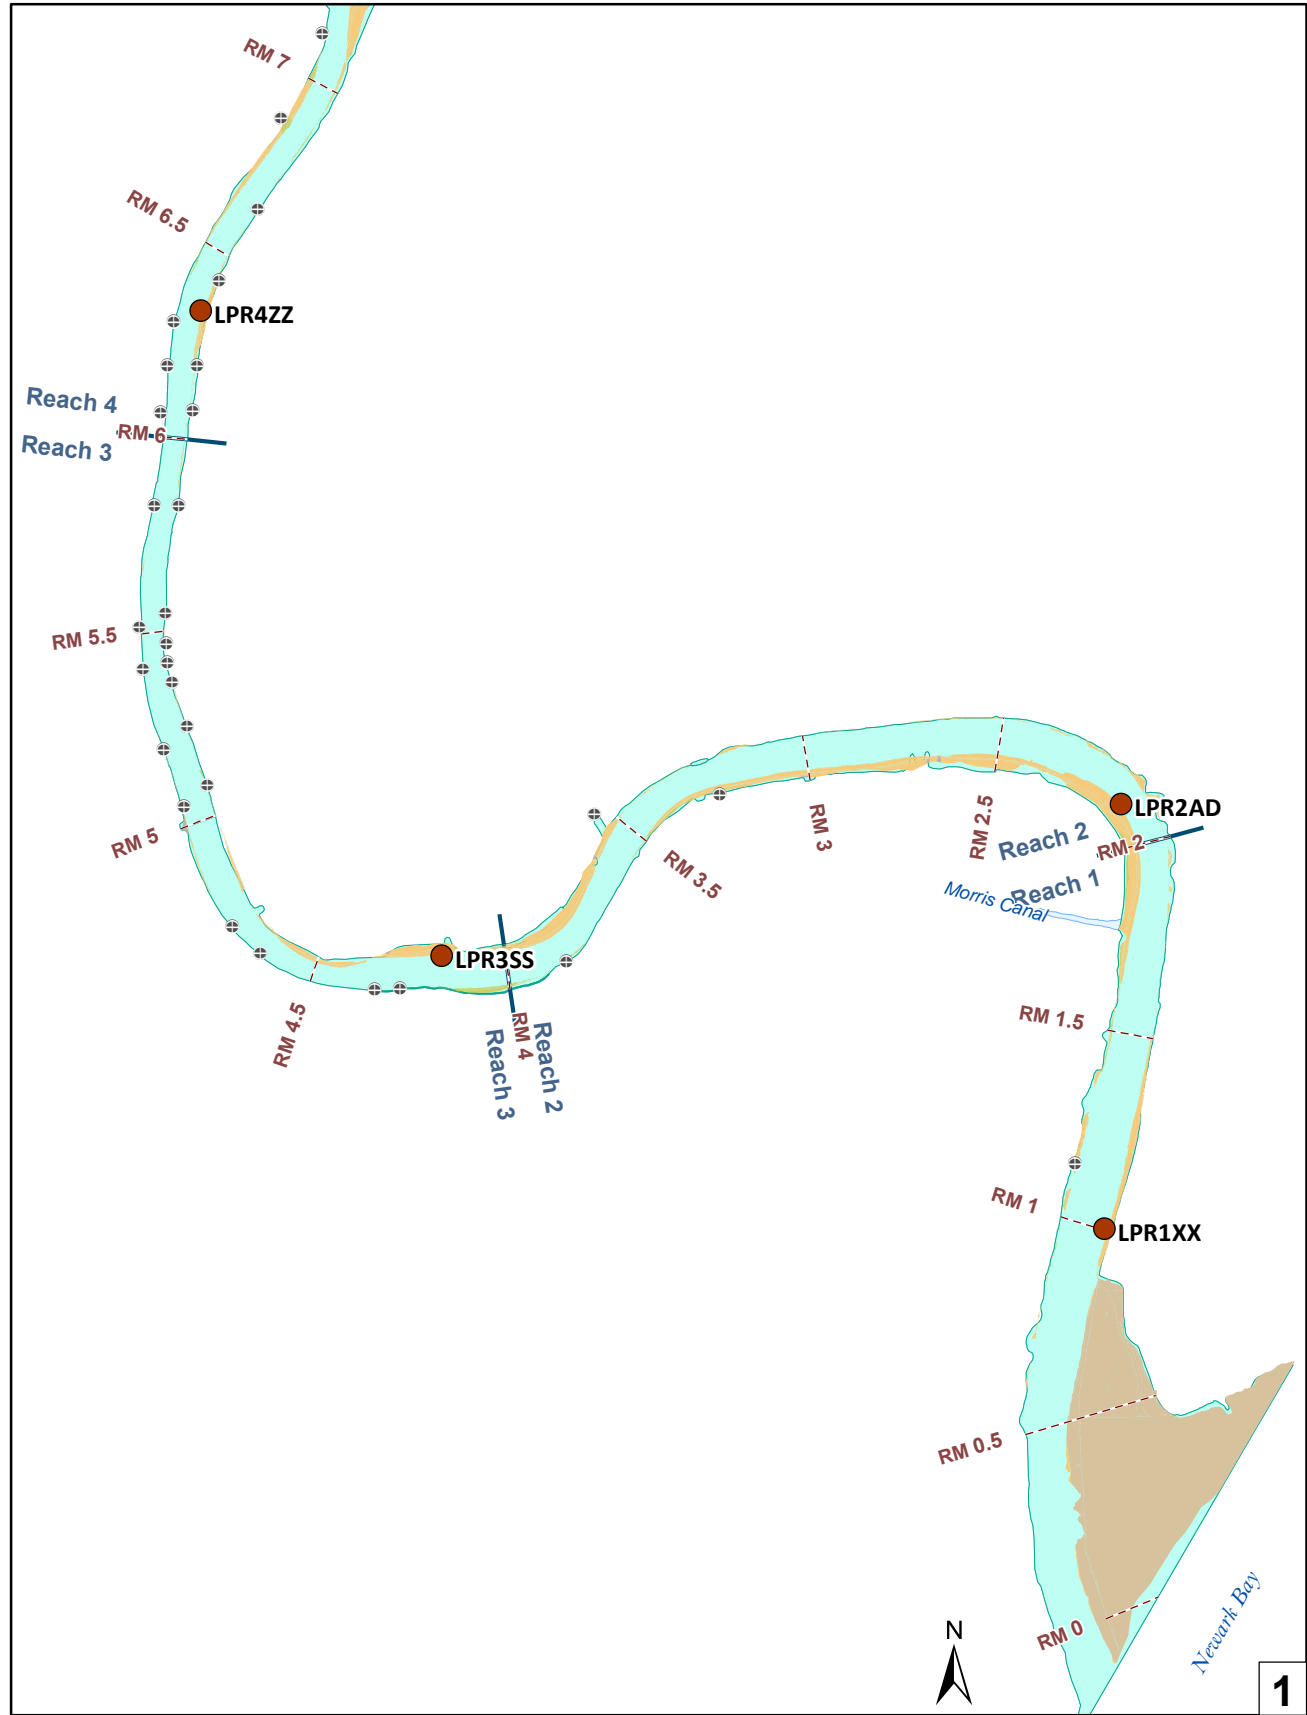 RM 7
RM 6.5
LPR4ZZ
Reach 4
RM 6
Reach 3
RM 5.5
RM 5
RM 3
RM 2.5
LPR2AD
Reach 2
RM 2
RM 3.5
Reach 1
Morris Canal
LPR3SS
RM 4.5
RM 4
Reach 2
Reach 3
RM 1.5
RM 1
LPR1XX
RM 0.5
Newark Bay
RM 0
N
1